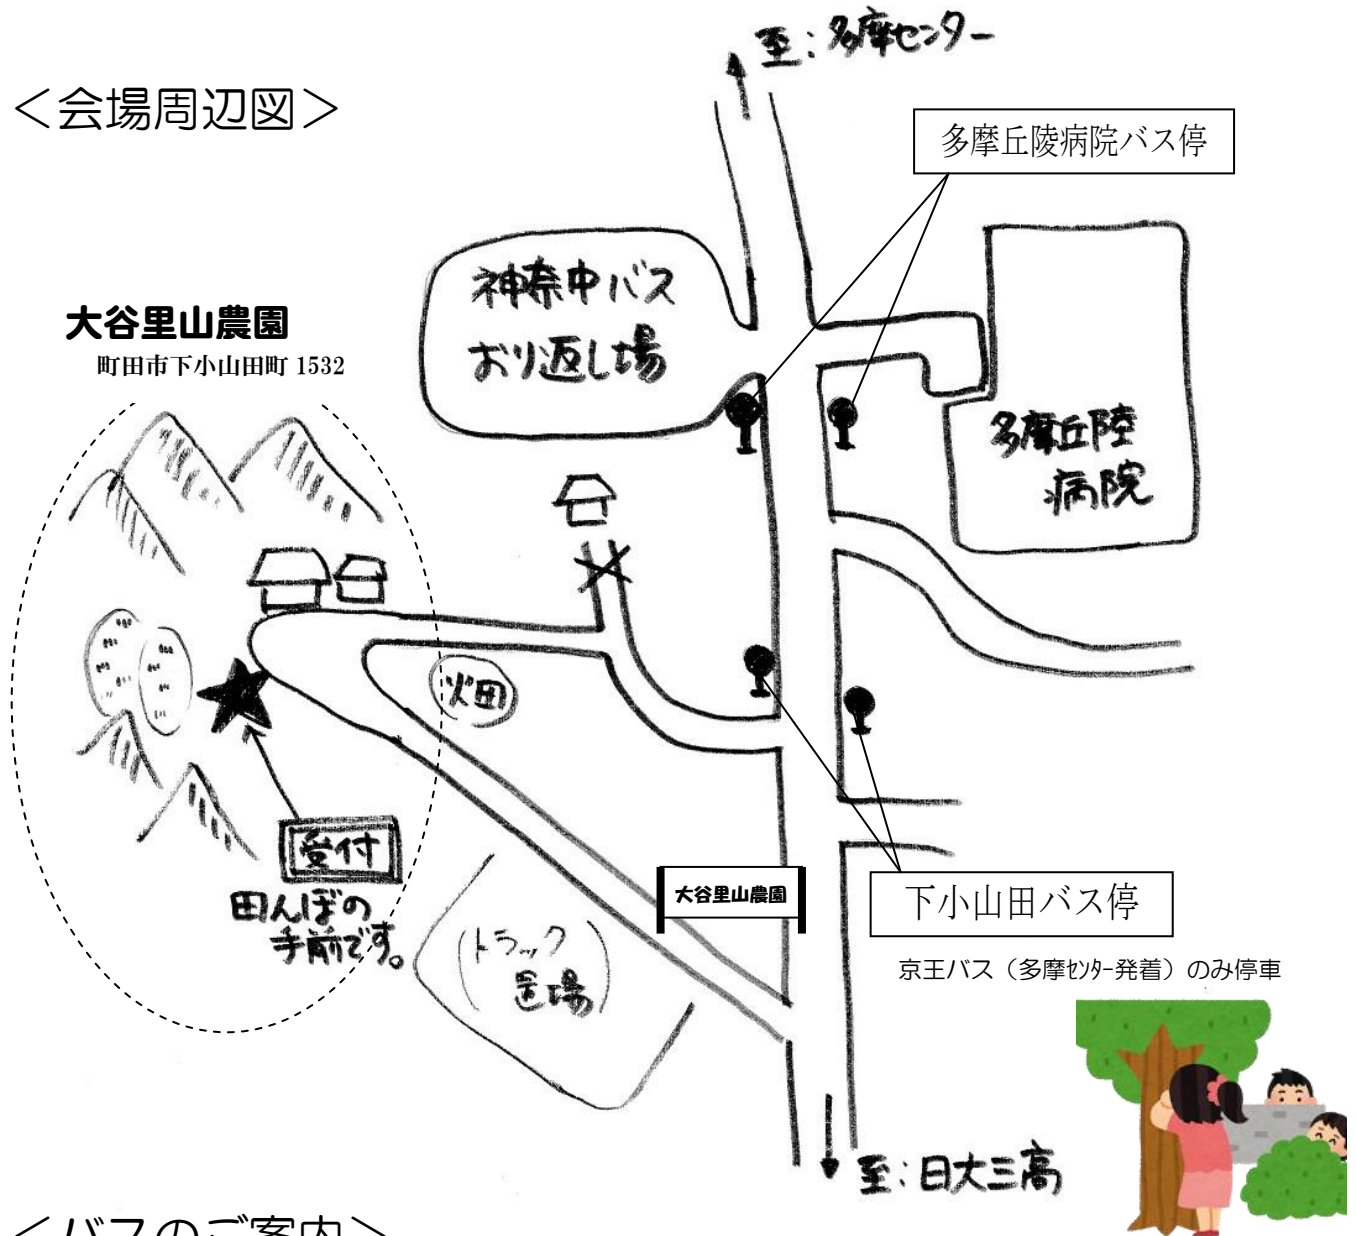 至:多摩センター
＜会場周辺図＞
多摩丘陵病院バス停
神奈中バス
おり返し場
大谷里山農園
町田市下小山田町 1532
多摩丘陸
病院
畑
受付
田んぼの
手前です。
大谷里山農園
トラック
置場
下小山田バス停
京王バス（多摩ｾﾝﾀｰ発着）のみ停車
至:日大三高
＜バスのご案内＞